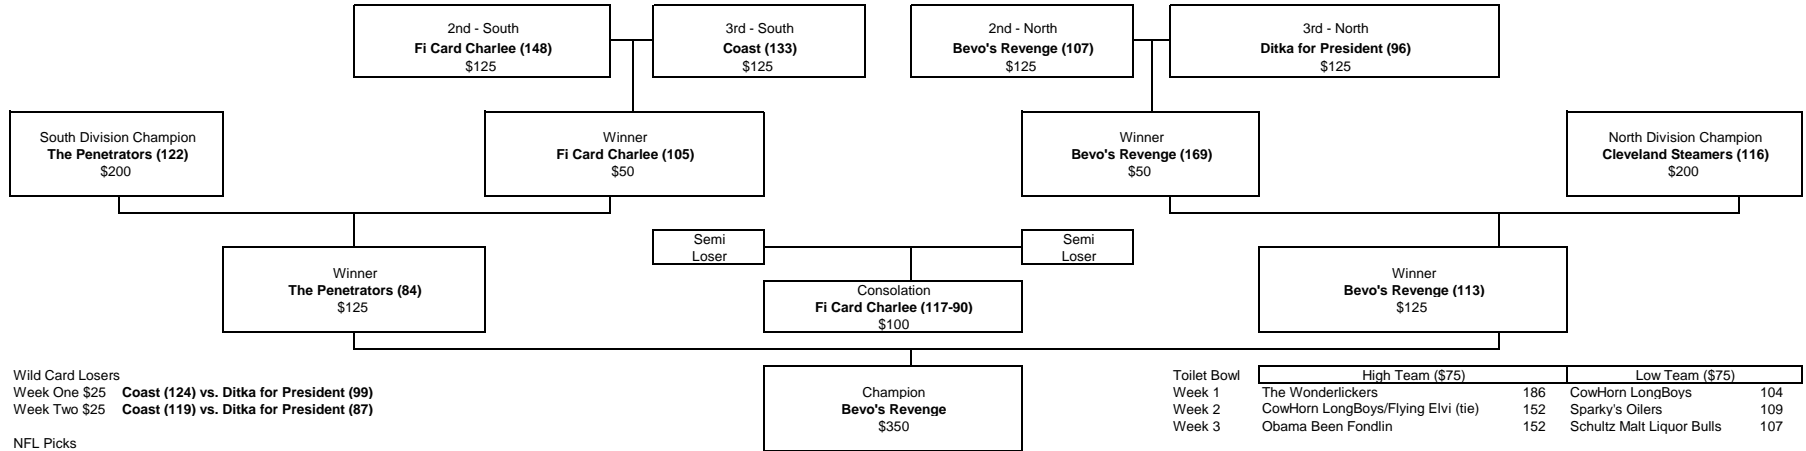 2nd - South
Fi Card Charlee (148)
$125
3rd - South
Coast (133)
$125
2nd - North
Bevo's Revenge (107)
$125
3rd - North
Ditka for President (96)
$125
South Division Champion
The Penetrators (122)
$200
Winner
Fi Card Charlee (105)
$50
Winner
Bevo's Revenge (169)
$50
North Division Champion
Cleveland Steamers (116)
$200
Semi
Loser
Semi
Loser
Winner
The Penetrators (84)
$125
Consolation
Fi Card Charlee (117-90)
$100
Winner
Bevo's Revenge (113)
$125
Wild Card Losers
Week One $25 Coast (124) vs. Ditka for President (99)
Week Two $25 Coast (119) vs. Ditka for President (87)
NFL Picks
Champion
Bevo's Revenge
$350
Toilet Bowl High Team ($75) Low Team ($75)
Week 1 The Wonderlickers 186 CowHorn LongBoys 104
Week 2 CowHorn LongBoys/Flying Elvi (tie) 152 Sparky's Oilers 109
Week 3 Obama Been Fondlin 152 Schultz Malt Liquor Bulls 107